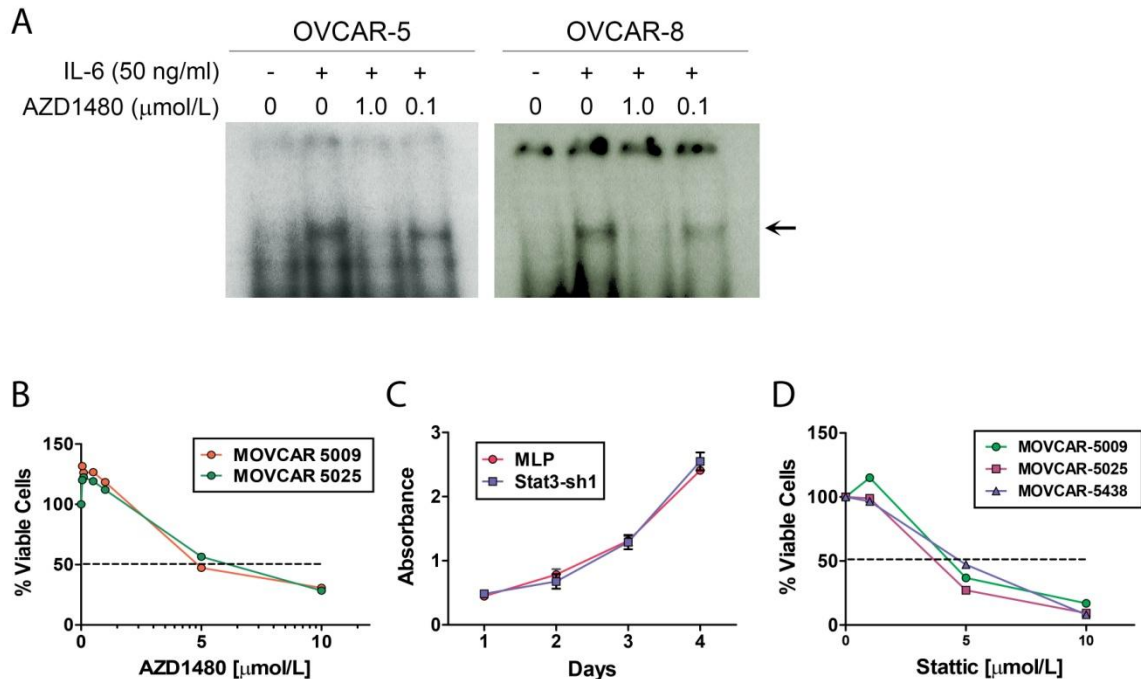 A
OVCAR-5 OVCAR-8
IL-6 (50 ng/ml) - + + + - + + +
AZD1480 (μmol/L) 0 0 1.0 0.1 0 0 1.0 0.1
B
150
100
50
0
% Viable Cells
MOVCAR 5009
MOVCAR 5025
0 5 10
AZD1480 [μmol/L]
C
3
2
1
0
Absorbance
MLP
Stat3-sh1
1 2 3 4
Days
D
150
100
50
0
% Viable Cells
MOVCAR-5009
MOVCAR-5025
MOVCAR-5438
0 5 10
Stattic [μmol/L]